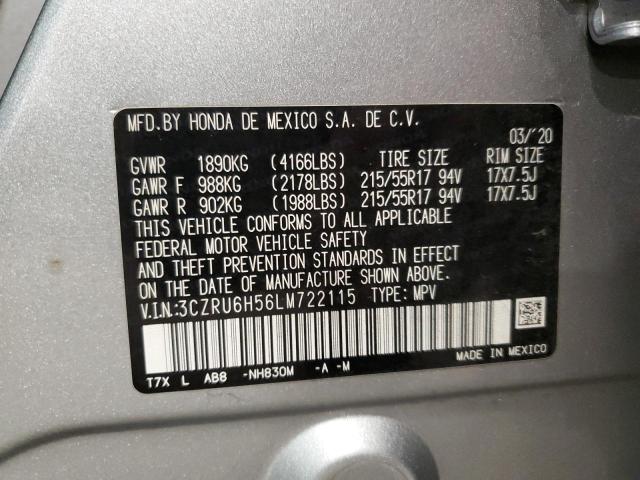 MFD.BY HONDA DE MEXICO S.A. DE C.V.
03/'20
GVWR 1890KG (4166LBS) TIRE SIZE RIM SIZE
GAWR F 988KG (2178LBS) 215/55R17 94V 17X7.5J
GAWR R 902KG (1988LBS) 215/55R17 94V 17X7.5J
THIS VEHICLE CONFORMS TO ALL APPLICABLE
FEDERAL MOTOR VEHICLE SAFETY
AND THEFT PREVENTION STANDARDS IN EFFECT
ON THE DATE OF MANUFACTURE SHOWN ABOVE.
V.I.N.:3CZRU6H56LM722115 TYPE: MPV
MADE IN MEXICO
T7X L AB8 -NH830M -A -M